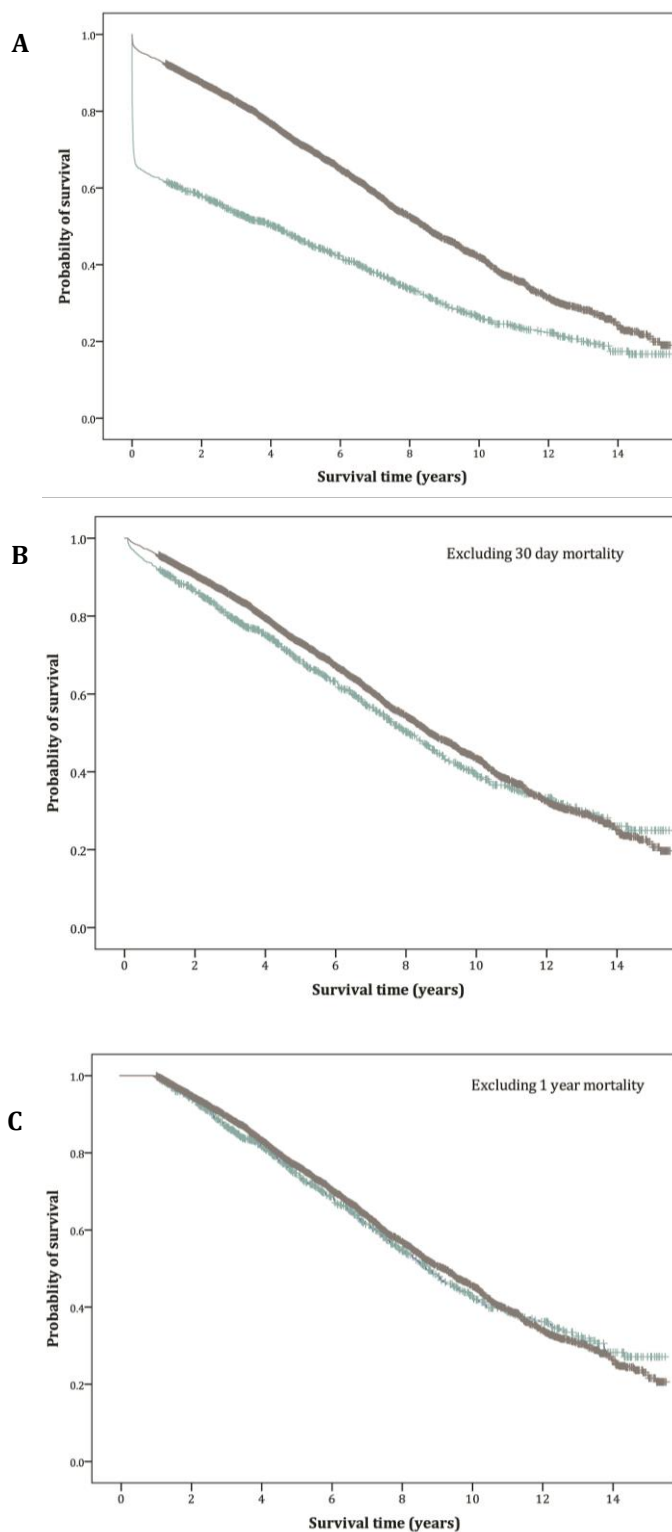 A
Probabilty of survival
1.0
0.8
0.6
0.4
0.2
0.0
0 2 4 6 8 10 12 14
Survival time (years)
B
Excluding 30 day mortality
Probablity of survival
1.0
0.8
0.6
0.4
0.2
0.0
0 2 4 6 8 10 12 14
Survival time (years)
C
Excluding 1 year mortality
Probablity of survival
1.0
0.8
0.6
0.4
0.2
0.0
0 2 4 6 8 10 12 14
Survival time (years)